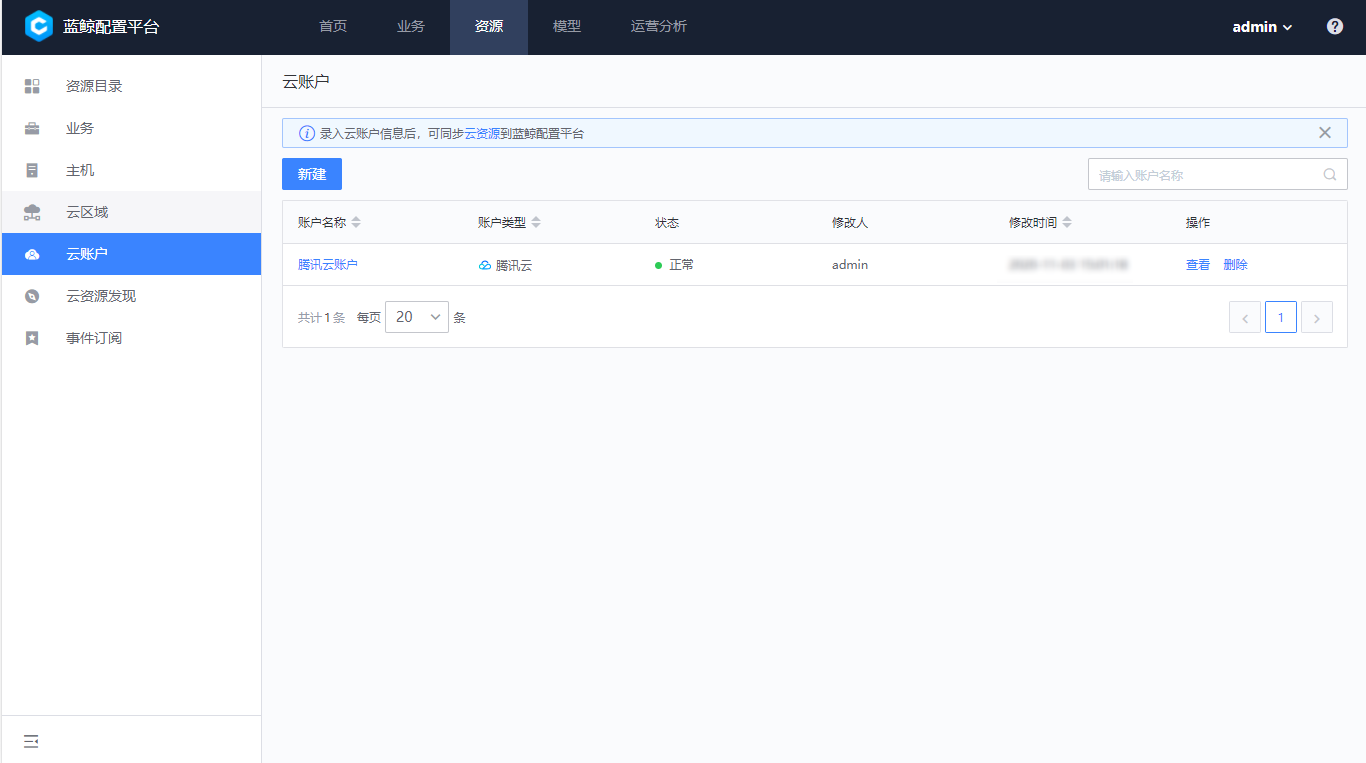 蓝鲸配置平台 首页 业务 资源 模型 运营分析 admin
资源目录
业务
主机
云区域
云账户
云资源发现
事件订阅
云账户
录入云账户信息后，可同步云资源到蓝鲸配置平台
新建 请输入账户名称
账户名称 账户类型 状态 修改人 修改时间 操作
腾讯云账户 腾讯云 正常 admin 查看 删除
共计1条 每页 20 条 1